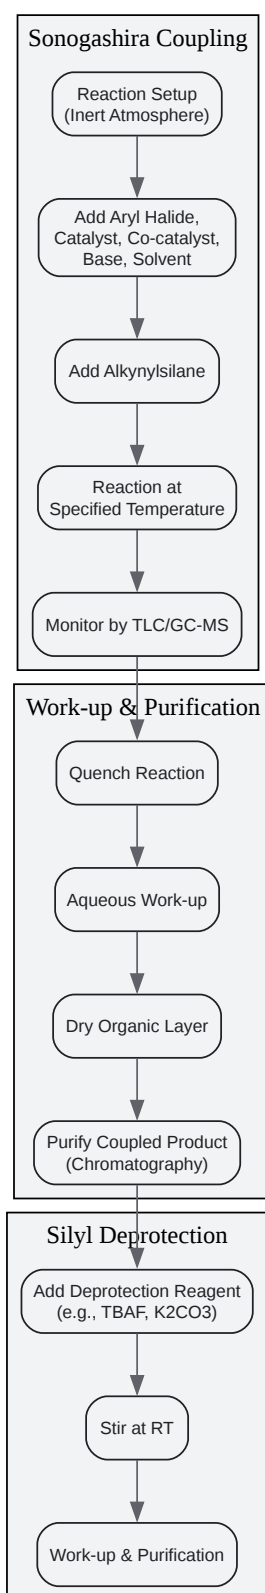 Sonogashira Coupling
Reaction Setup
(Inert Atmosphere)
Add Aryl Halide,
Catalyst, Co-catalyst,
Base, Solvent
Add Alkynylsilane
Reaction at
Specified Temperature
Monitor by TLC/GC-MS
Work-up & Purification
Quench Reaction
Aqueous Work-up
Dry Organic Layer
Purify Coupled Product
(Chromatography)
Silyl Deprotection
Add Deprotection Reagent
(e.g., TBAF, K2CO3)
Stir at RT
Work-up & Purification